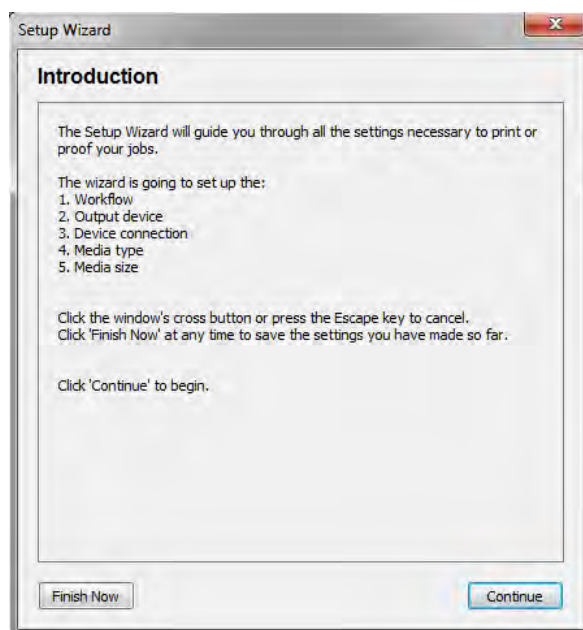 Setup Wizard
Introduction
The Setup Wizard will guide you through all the settings necessary to print or
proof your jobs.
The wizard is going to set up the:
1. Workflow
2. Output device
3. Device connection
4. Media type
5. Media size
Click the window's cross button or press the Escape key to cancel.
Click 'Finish Now' at any time to save the settings you have made so far.
Click 'Continue' to begin.
Finish Now
Continue